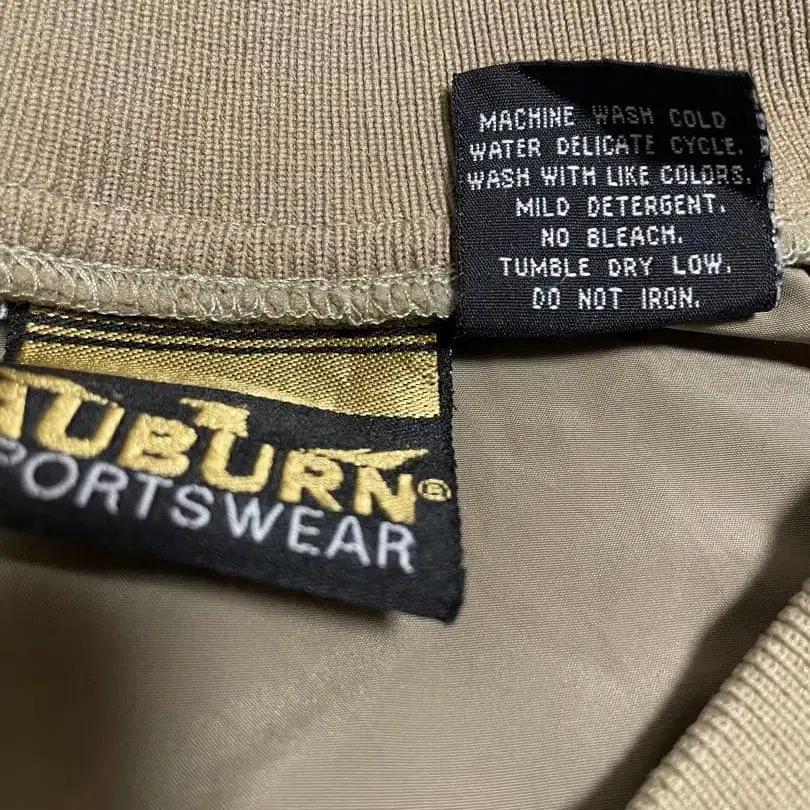 MACHINE WASH COLD
WATER DELICATE CYCLE.
WASH WITH LIKE COLORS.
MILD DETERGENT.
NO BLEACH.
TUMBLE DRY LOW.
DO NOT IRON.
AUBURN®
PORTSWEAR